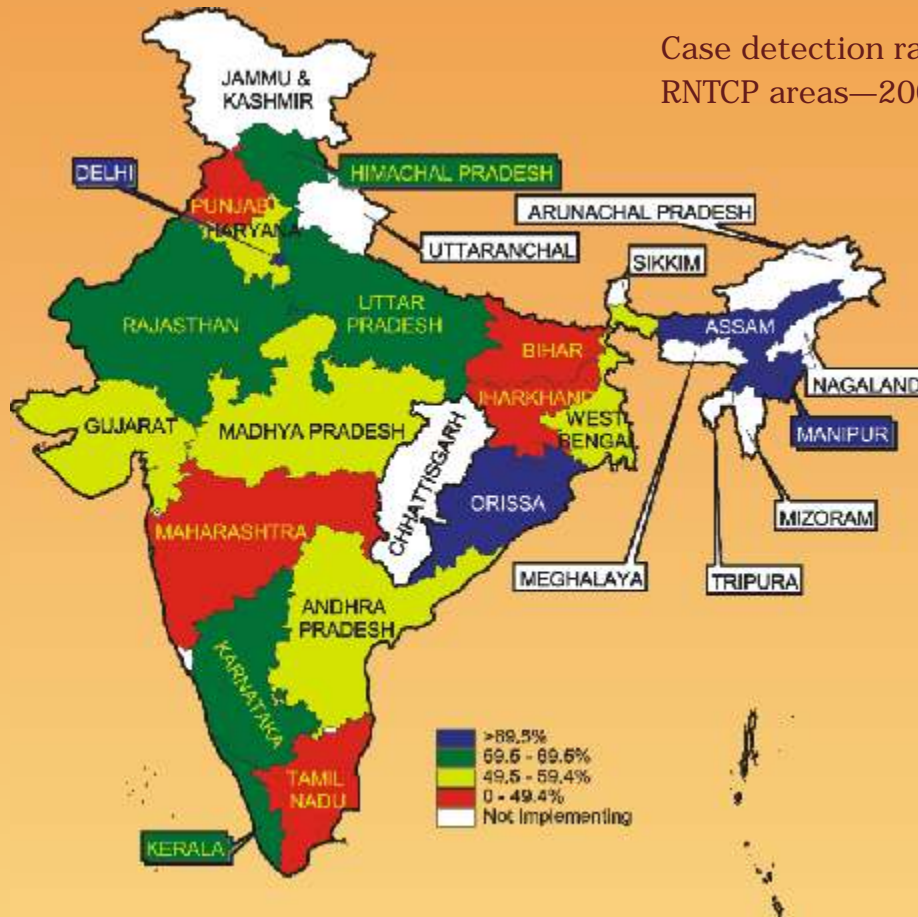 Case detection ra
RNTCP areas—200
JAMMU &
KASHMIR
DELHI
HIMACHAL PRADESH
PUNJAB
HARYANA
ARUNACHAL PRADESH
UTTARANCHAL
SIKKIM
RAJASTHAN
UTTAR
PRADESH
ASSAM
BIHAR
NAGALAND
JHARKHAND
GUJARAT
MADHYA PRADESH
WEST
BENGAL
MANIPUR
CHHATTISGARH
ORISSA
MIZORAM
MAHARASHTRA
MEGHALAYA
TRIPURA
ANDHRA
PRADESH
KARNATAKA
>69.5%
59.5 - 69.5%
49.5 - 59.4%
0 - 49.4%
Not Implementing
TAMIL
NADU
KERALA